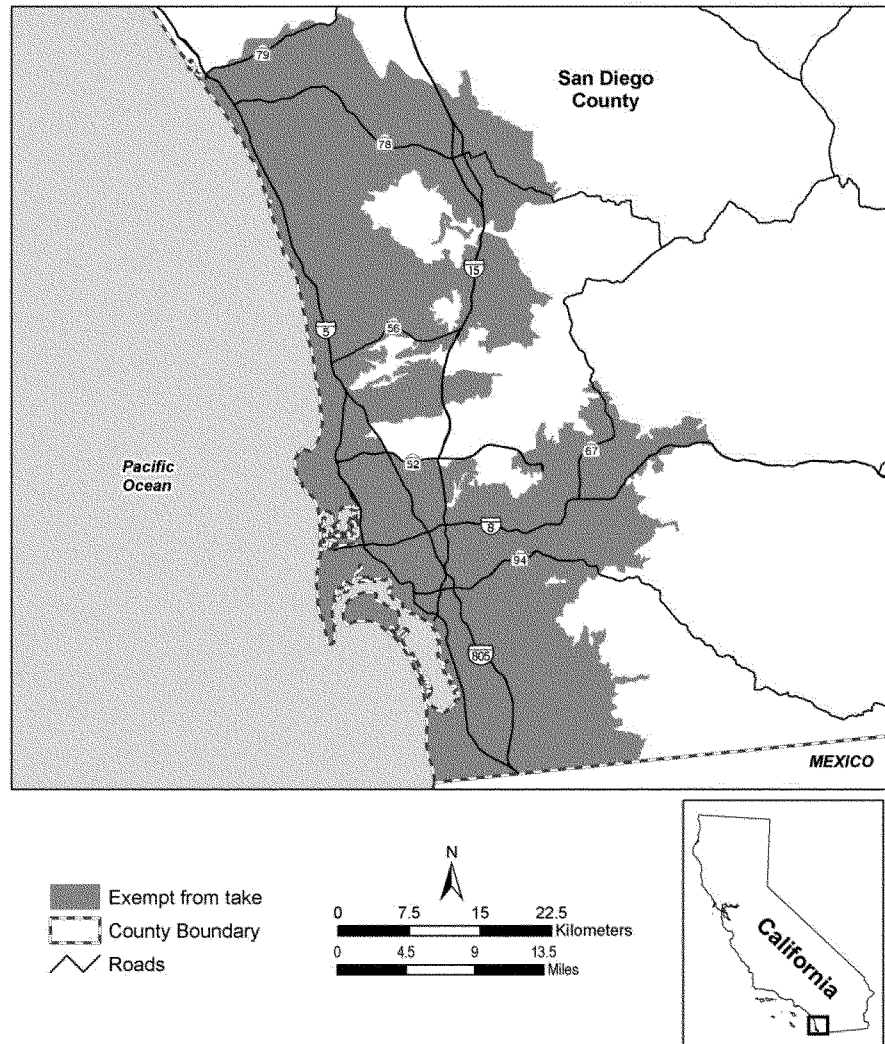 79
San Diego
County
78
15
5
56
67
52
Pacific
Ocean
8
94
805
MEXICO
N
Exempt from take
County Boundary
Roads
0 7.5 15 22.5
Kilometers
0 4.5 9 13.5
Miles
California